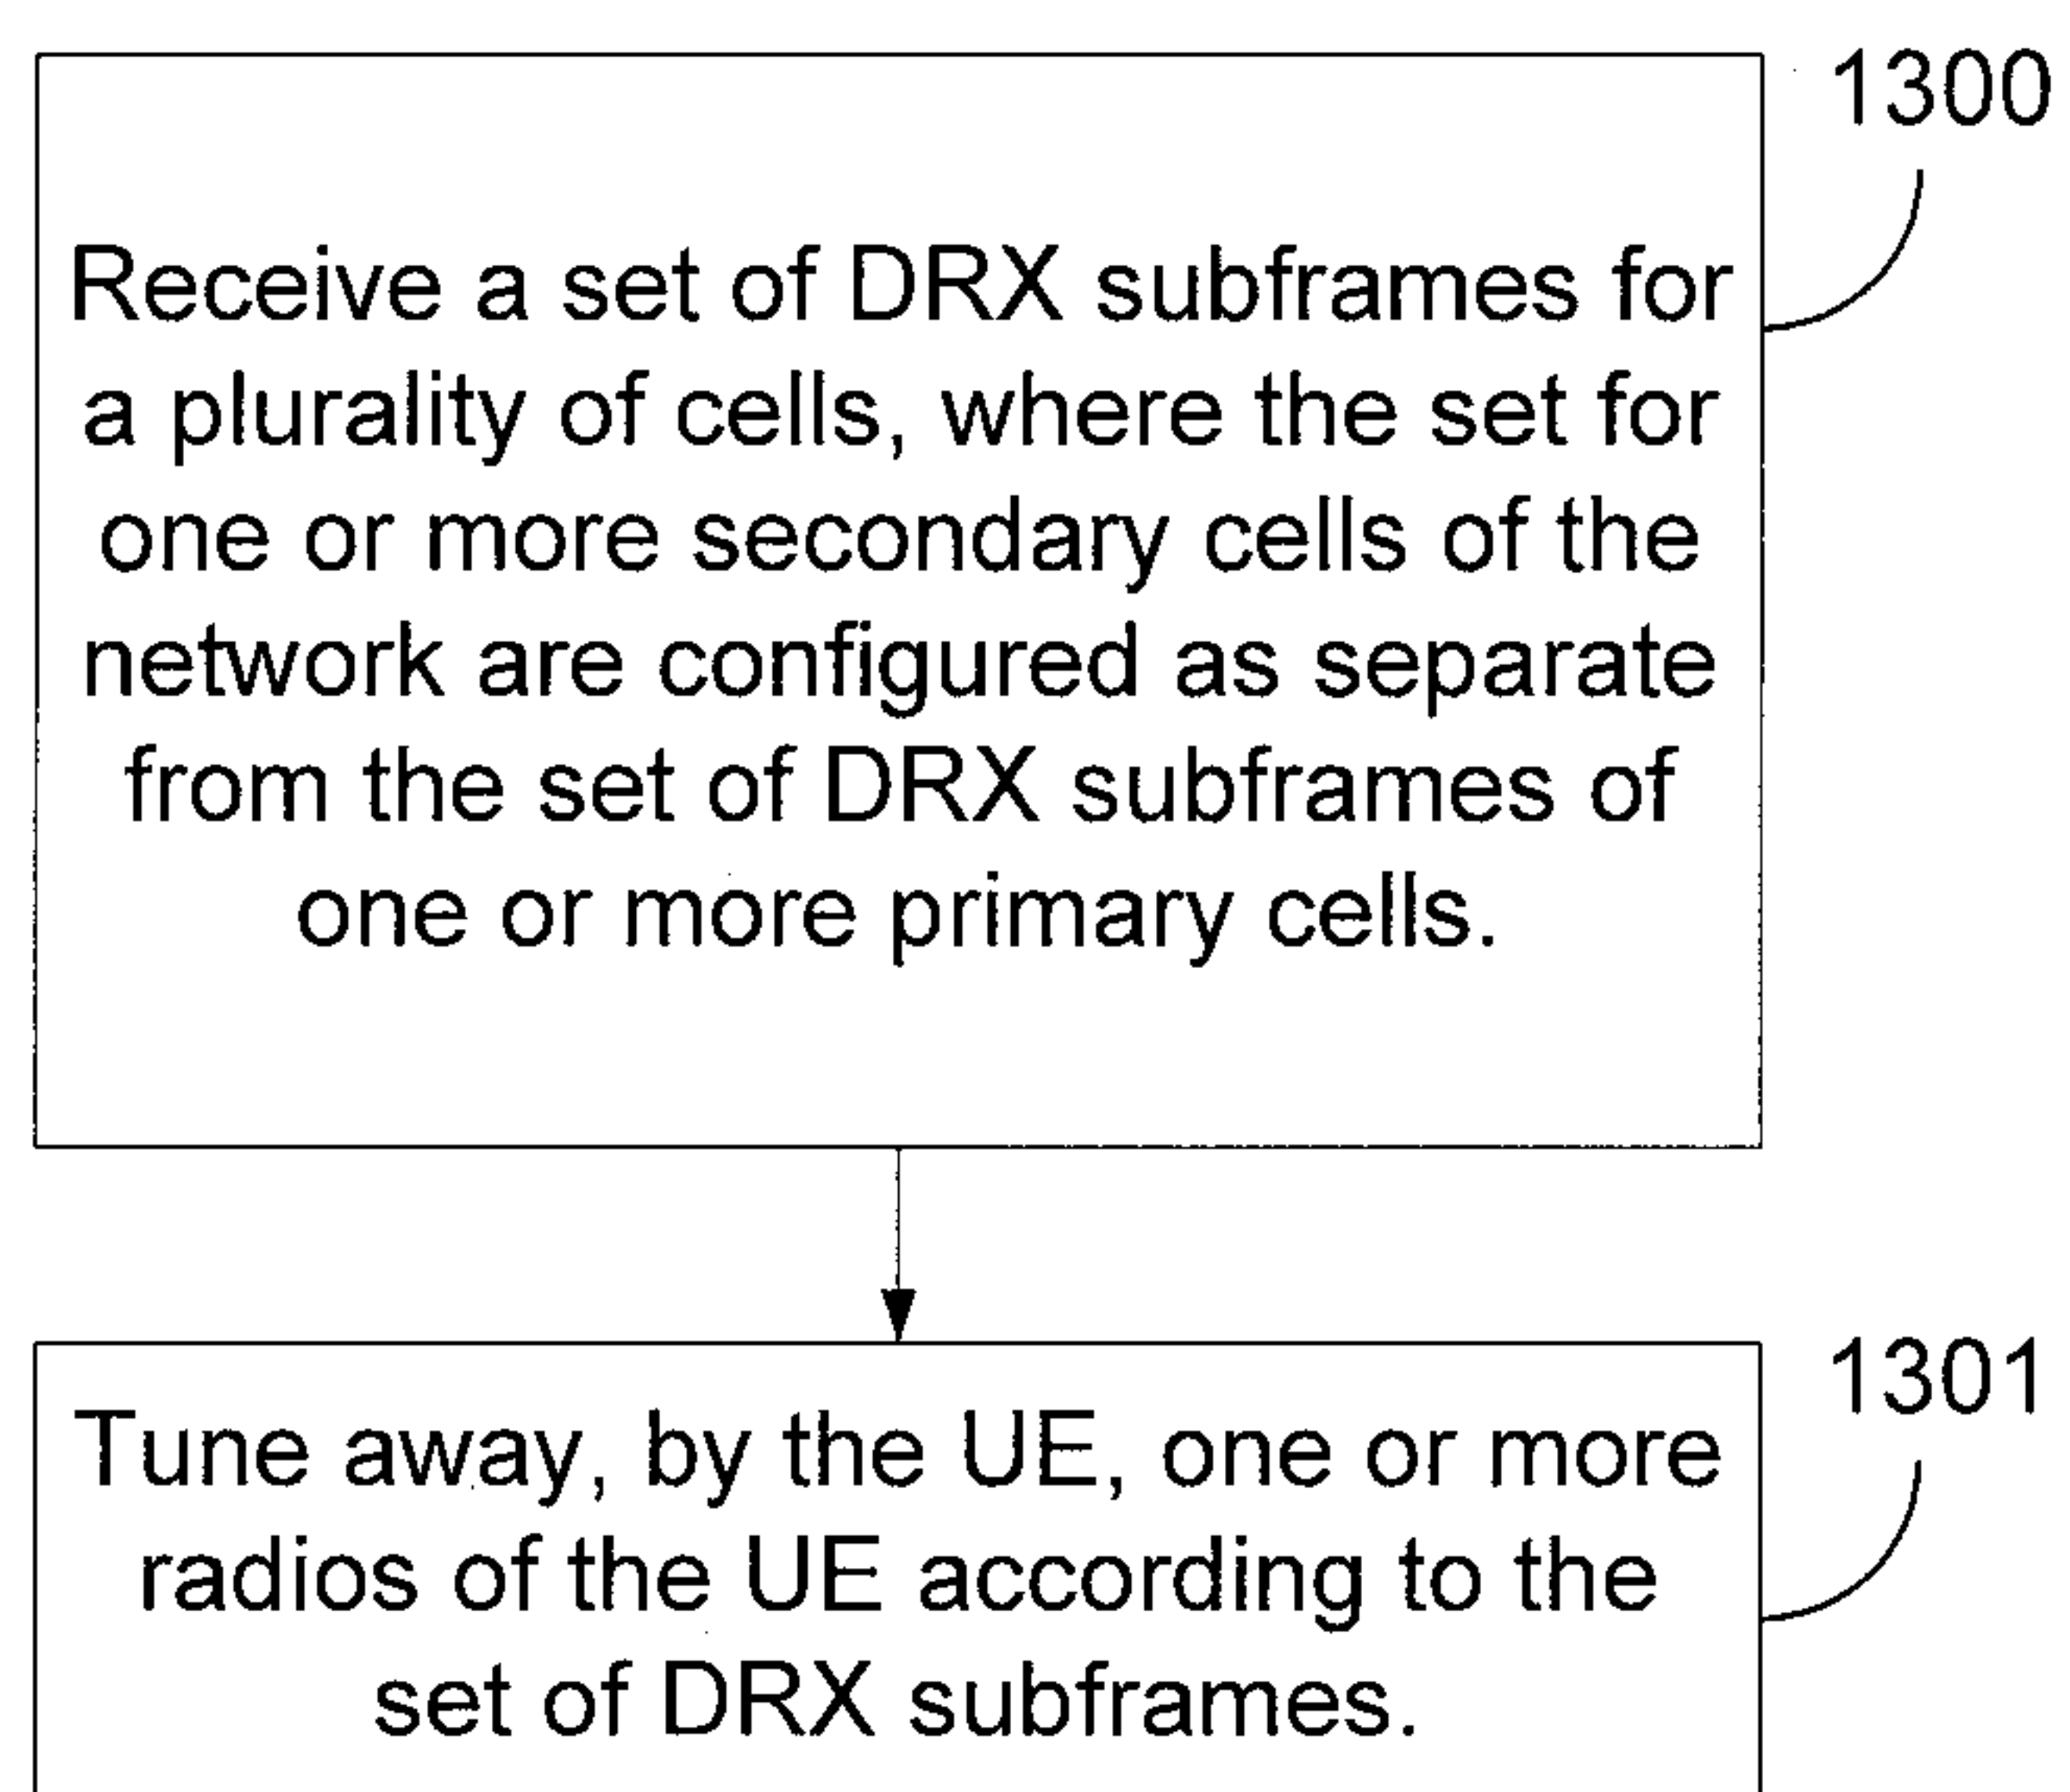 1300
Receive a set of DRX subframes for
a plurality of cells, where the set for
one or more secondary cells of the
network are configured as separate
from the set of DRX subframes of
one or more primary cells.
1301
Tune away, by the UE, one or more
radios of the UE according to the
set of DRX subframes.